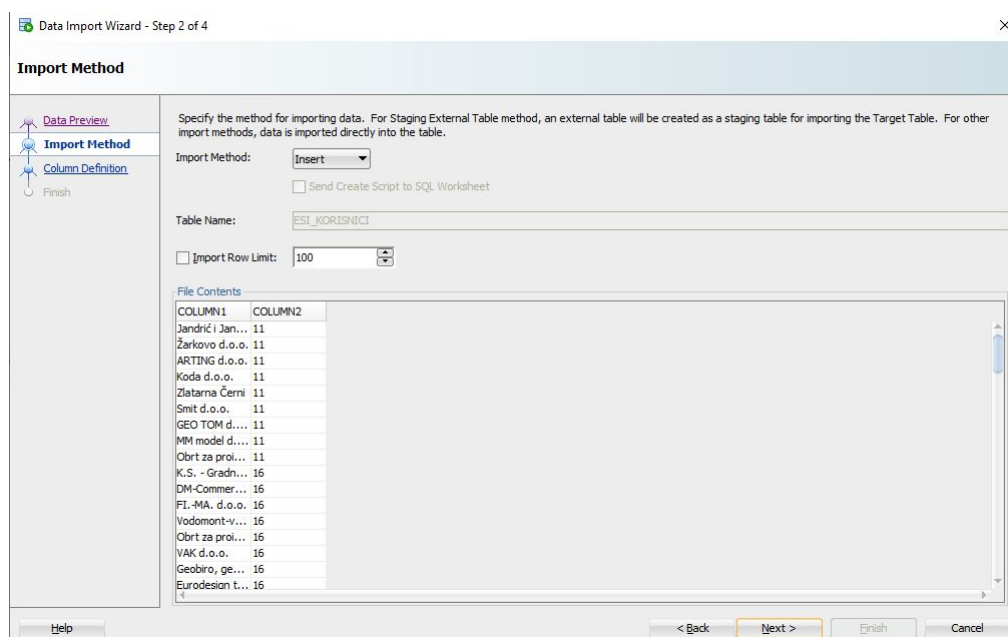 Data Import Wizard - Step 2 of 4
Import Method
Data Preview
Import Method
Column Definition
Finish
Specify the method for importing data. For Staging External Table method, an external table will be created as a staging table for importing the Target Table. For other
import methods, data is imported directly into the table.
Import Method: Insert
Send Create Script to SQL Worksheet
Table Name: ESI_KORISNICI
Import Row Limit: 100
File Contents
COLUMN1 COLUMN2
Jandrić i Jan... 11
Žarkovo d.o.o. 11
ARTING d.o.o. 11
Koda d.o.o. 11
Zlatarna Černi 11
Smit d.o.o. 11
GEO TOM d.... 11
MM model d.... 11
Obrt za proi... 11
K.S. - Gradn... 16
DM-Commer... 16
FI.-MA. d.o.o. 16
Vodomont-v... 16
Obrt za proi... 16
VAK d.o.o. 16
Geobiro, ge... 16
Eurodesign t... 16
Help < Back Next > Finish Cancel